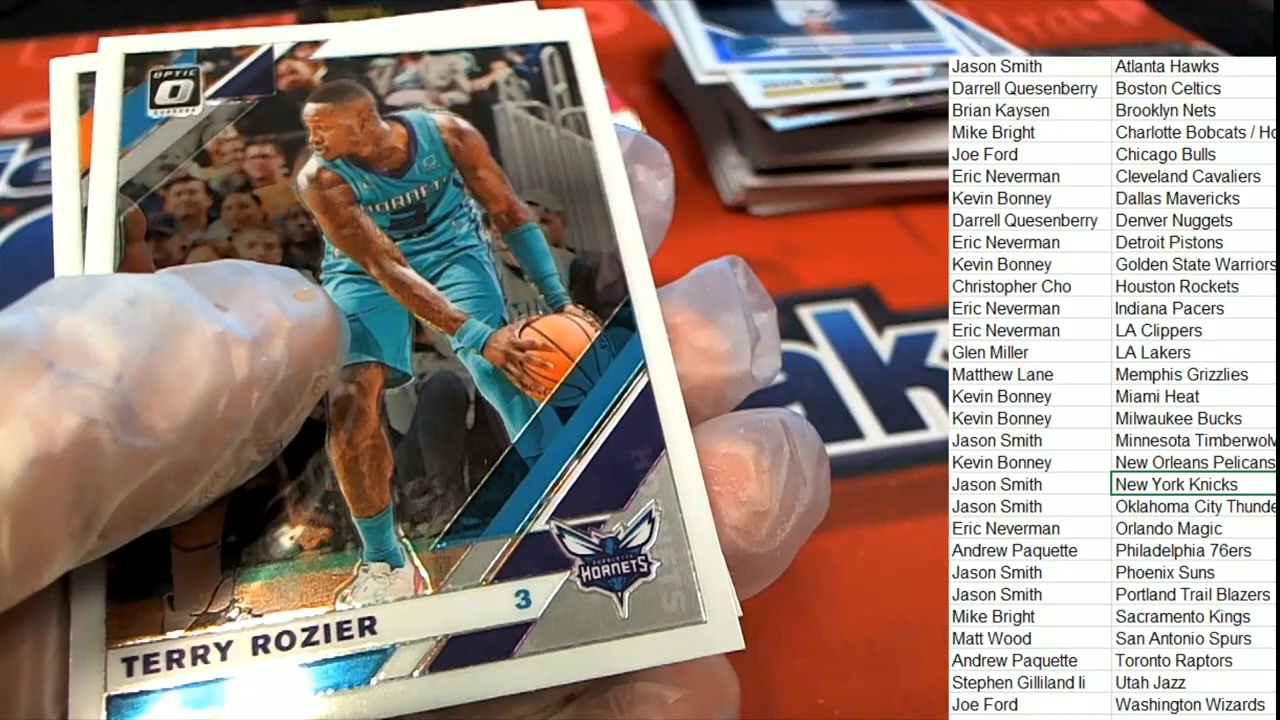 OPTIC
HORNETS
3
CHARLOTTE
HORNETS
TERRY ROZIER
Jason Smith Atlanta Hawks
Darrell Quesenberry Boston Celtics
Brian Kaysen Brooklyn Nets
Mike Bright Charlotte Bobcats / Ho
Joe Ford Chicago Bulls
Eric Neverman Cleveland Cavaliers
Kevin Bonney Dallas Mavericks
Darrell Quesenberry Denver Nuggets
Eric Neverman Detroit Pistons
Kevin Bonney Golden State Warriors
Christopher Cho Houston Rockets
Eric Neverman Indiana Pacers
Eric Neverman LA Clippers
Glen Miller LA Lakers
Matthew Lane Memphis Grizzlies
Kevin Bonney Miami Heat
Kevin Bonney Milwaukee Bucks
Jason Smith Minnesota Timberwolv
Kevin Bonney New Orleans Pelicans
Jason Smith New York Knicks
Jason Smith Oklahoma City Thunde
Eric Neverman Orlando Magic
Andrew Paquette Philadelphia 76ers
Jason Smith Phoenix Suns
Jason Smith Portland Trail Blazers
Mike Bright Sacramento Kings
Matt Wood San Antonio Spurs
Andrew Paquette Toronto Raptors
Stephen Gilliland Ii Utah Jazz
Joe Ford Washington Wizards